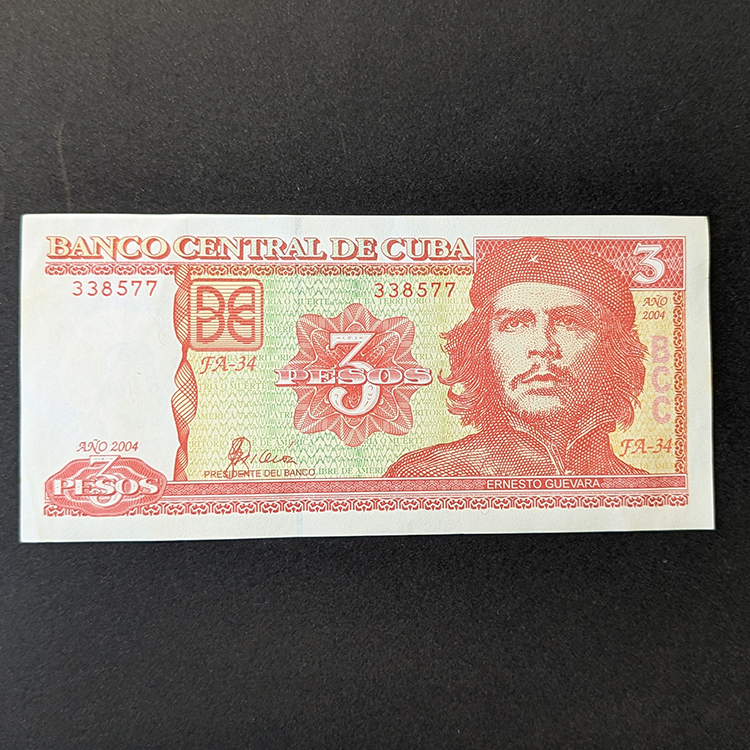 BANCO CENTRAL DE CUBA
3
338577
338577
AÑO
2004
BCC
FA-34
3
PESOS
FA-34
AÑO 2004
3
PESOS
PRESIDENTE DEL BANCO
ERNESTO GUEVARA